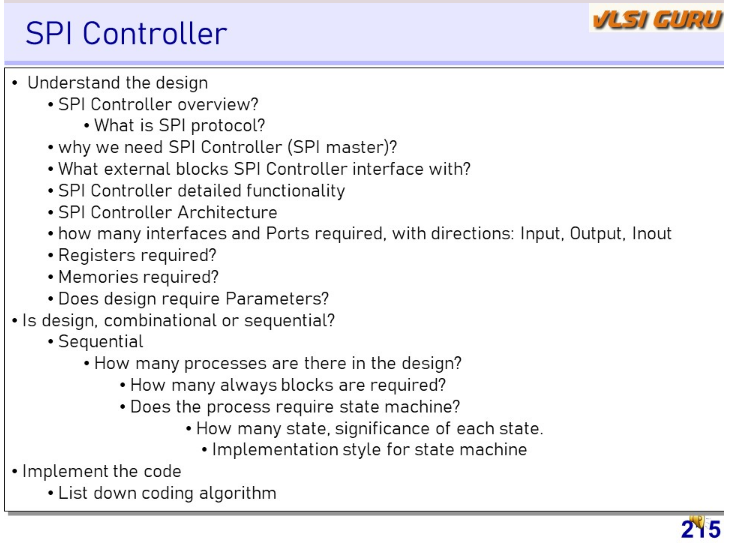 SPI Controller
VLSI GURU
• Understand the design
• SPI Controller overview?
• What is SPI protocol?
• why we need SPI Controller (SPI master)?
• What external blocks SPI Controller interface with?
• SPI Controller detailed functionality
• SPI Controller Architecture
• how many interfaces and Ports required, with directions: Input, Output, Inout
• Registers required?
• Memories required?
• Does design require Parameters?
• Is design, combinational or sequential?
• Sequential
• How many processes are there in the design?
• How many always blocks are required?
• Does the process require state machine?
• How many state, significance of each state.
• Implementation style for state machine
• Implement the code
• List down coding algorithm
215